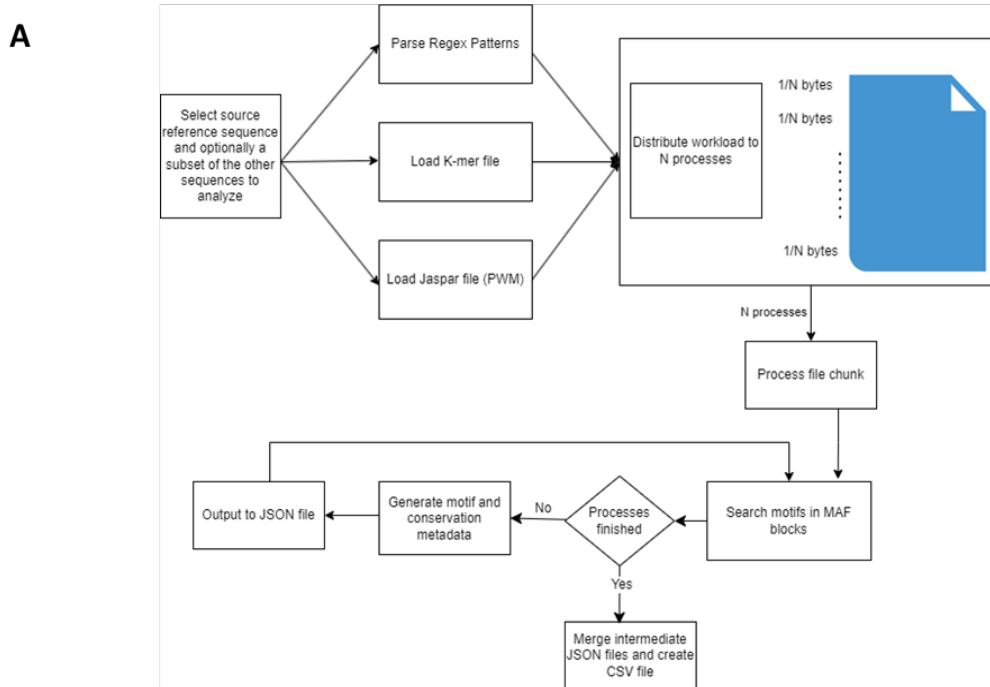 A
Parse Regex Patterns
Select source
reference sequence
and optionally a
subset of the other
sequences to
analyze
Load K-mer file
Load Jaspar file (PWM)
Distribute workload to
N processes
1/N bytes
1/N bytes
1/N bytes
N processes
Process file chunk
Search motifs in MAF
blocks
Processes
finished
No
Generate motif and
conservation
metadata
Output to JSON file
Yes
Merge intermediate
JSON files and create
CSV file